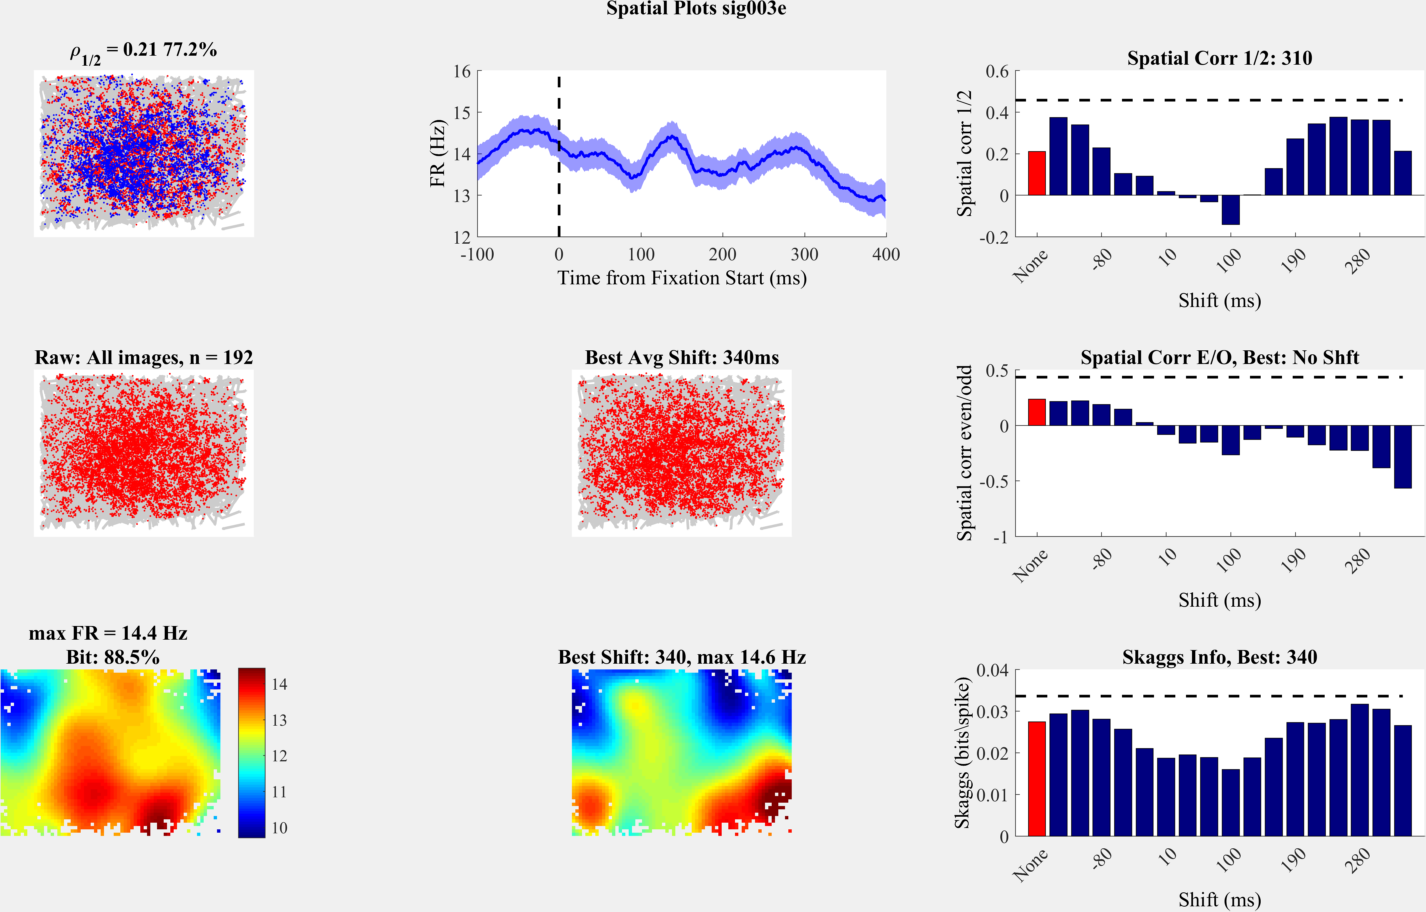 Spatial Plots sig003e
ρ1/2 = 0.21 77.2%
16
15
14
13
12
FR (Hz)
-100
0
100
200
300
400
Time from Fixation Start (ms)
Spatial Corr 1/2: 310
0.6
0.4
0.2
0
-0.2
Spatial corr 1/2
None
-80
10
100
190
280
Shift (ms)
Raw: All images, n = 192
Best Avg Shift: 340ms
Spatial Corr E/O, Best: No Shft
0.5
0
-0.5
-1
Spatial corr even/odd
None
-80
10
100
190
280
Shift (ms)
max FR = 14.4 Hz
Bit: 88.5%
14
13
12
11
10
Best Shift: 340, max 14.6 Hz
Skaggs Info, Best: 340
0.04
0.03
0.02
0.01
0
Skaggs (bits\spike)
None
-80
10
100
190
280
Shift (ms)